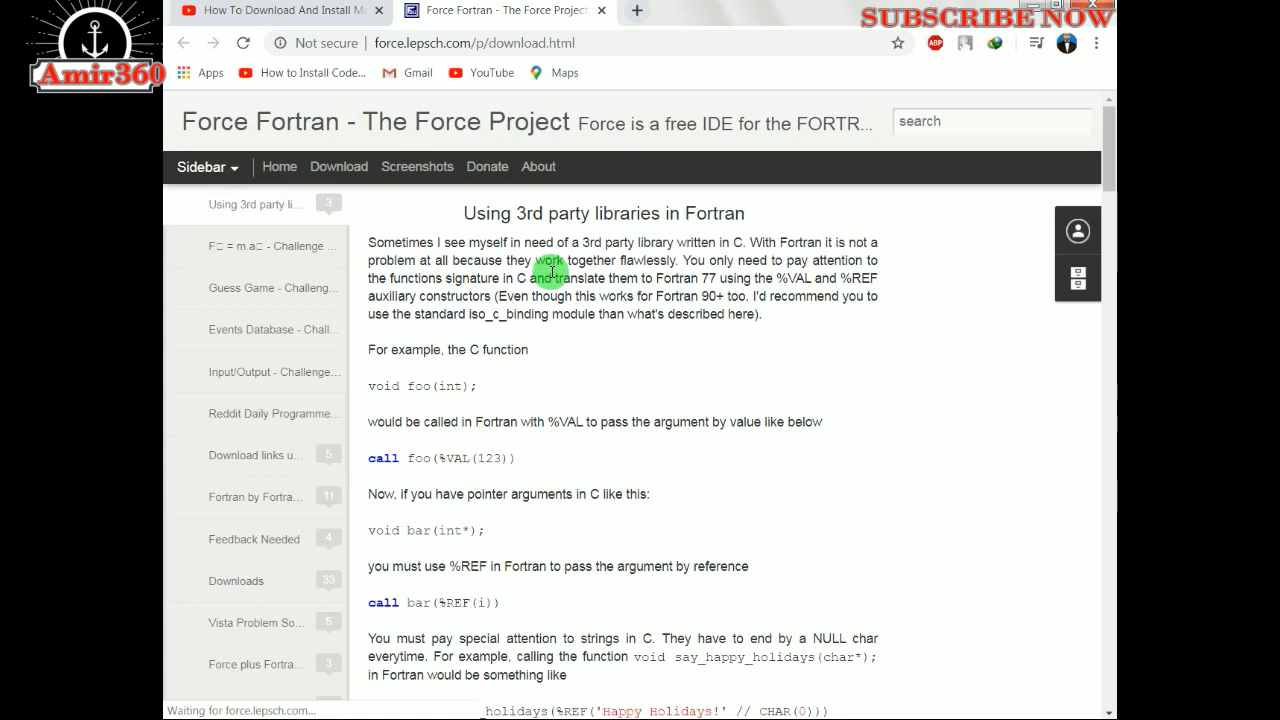 How To Download And Install Ma
Force Fortran - The Force Project
SUBSCRIBE NOW
Amir360
Not secure
force.lepsch.com/p/download.html
ABP
Apps
How to Install Code...
Gmail
YouTube
Maps
Force Fortran - The Force Project Force is a free IDE for the FORTR...
search
Sidebar
Home
Download
Screenshots
Donate
About
Using 3rd party li...
3
F□ = m.a□ - Challenge ...
Guess Game - Challeng...
Events Database - Chall...
Input/Output - Challenge...
Reddit Daily Programme...
Download links u...
5
Fortran by Fortra...
11
Feedback Needed
4
Downloads
33
Vista Problem So...
5
Force plus Fortra...
3
Using 3rd party libraries in Fortran
Sometimes I see myself in need of a 3rd party library written in C. With Fortran it is not a
problem at all because they work together flawlessly. You only need to pay attention to
the functions signature in C and translate them to Fortran 77 using the %VAL and %REF
auxiliary constructors (Even though this works for Fortran 90+ too, I'd recommend you to
use the standard iso_c_binding module than what's described here).
For example, the C function
void foo(int);
would be called in Fortran with %VAL to pass the argument by value like below
call foo(%VAL(123))
Now, if you have pointer arguments in C like this:
void bar(int*);
you must use %REF in Fortran to pass the argument by reference
call bar(%REF(i))
You must pay special attention to strings in C. They have to end by a NULL char
everytime. For example, calling the function void say_happy_holidays(char*);
in Fortran would be something like
_holidays(%REF('Happy Holidays!' // CHAR(0)))
Waiting for force.lepsch.com...